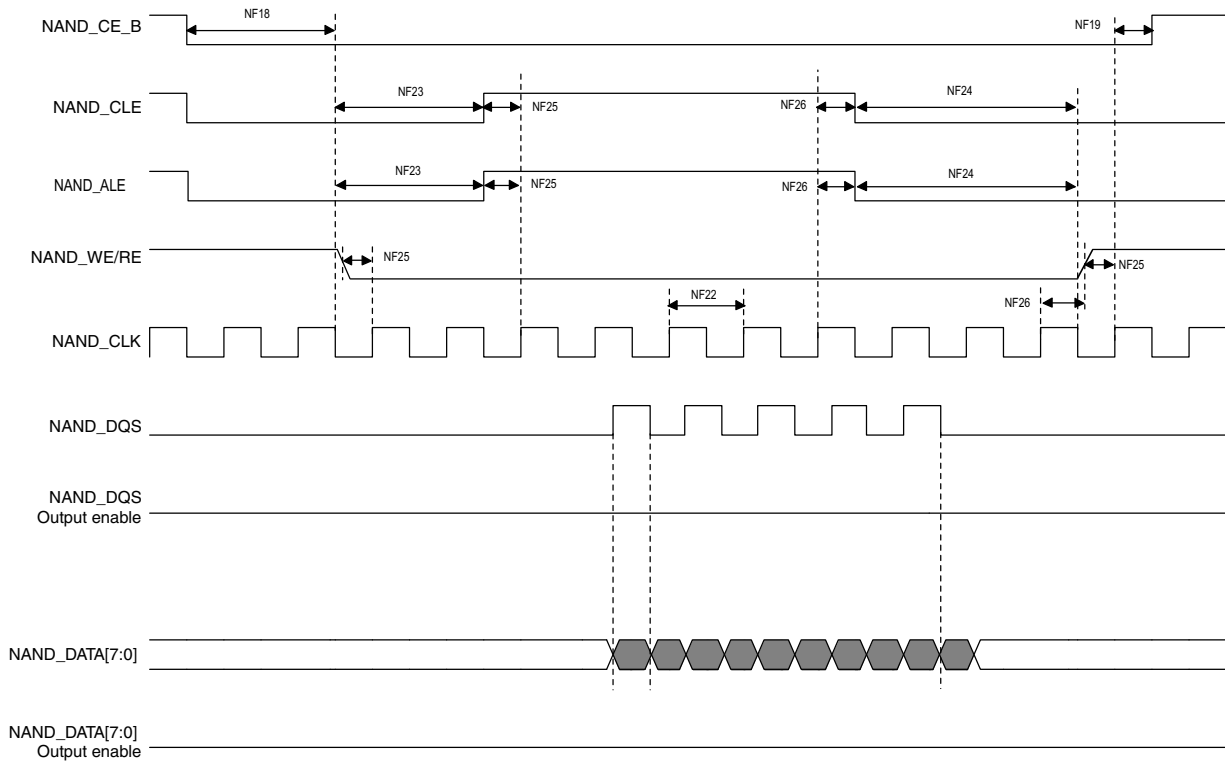 NAND_CE_B
NF18
NF19
NAND_CLE
NF23
NF25
NF26
NF24
NAND_ALE
NF23
NF25
NF26
NF24
NAND_WE/RE
NF25
NF25
NF22
NF26
NAND_CLK
NAND_DQS
NAND_DQS
Output enable
NAND_DATA[7:0]
NAND_DATA[7:0]
Output enable